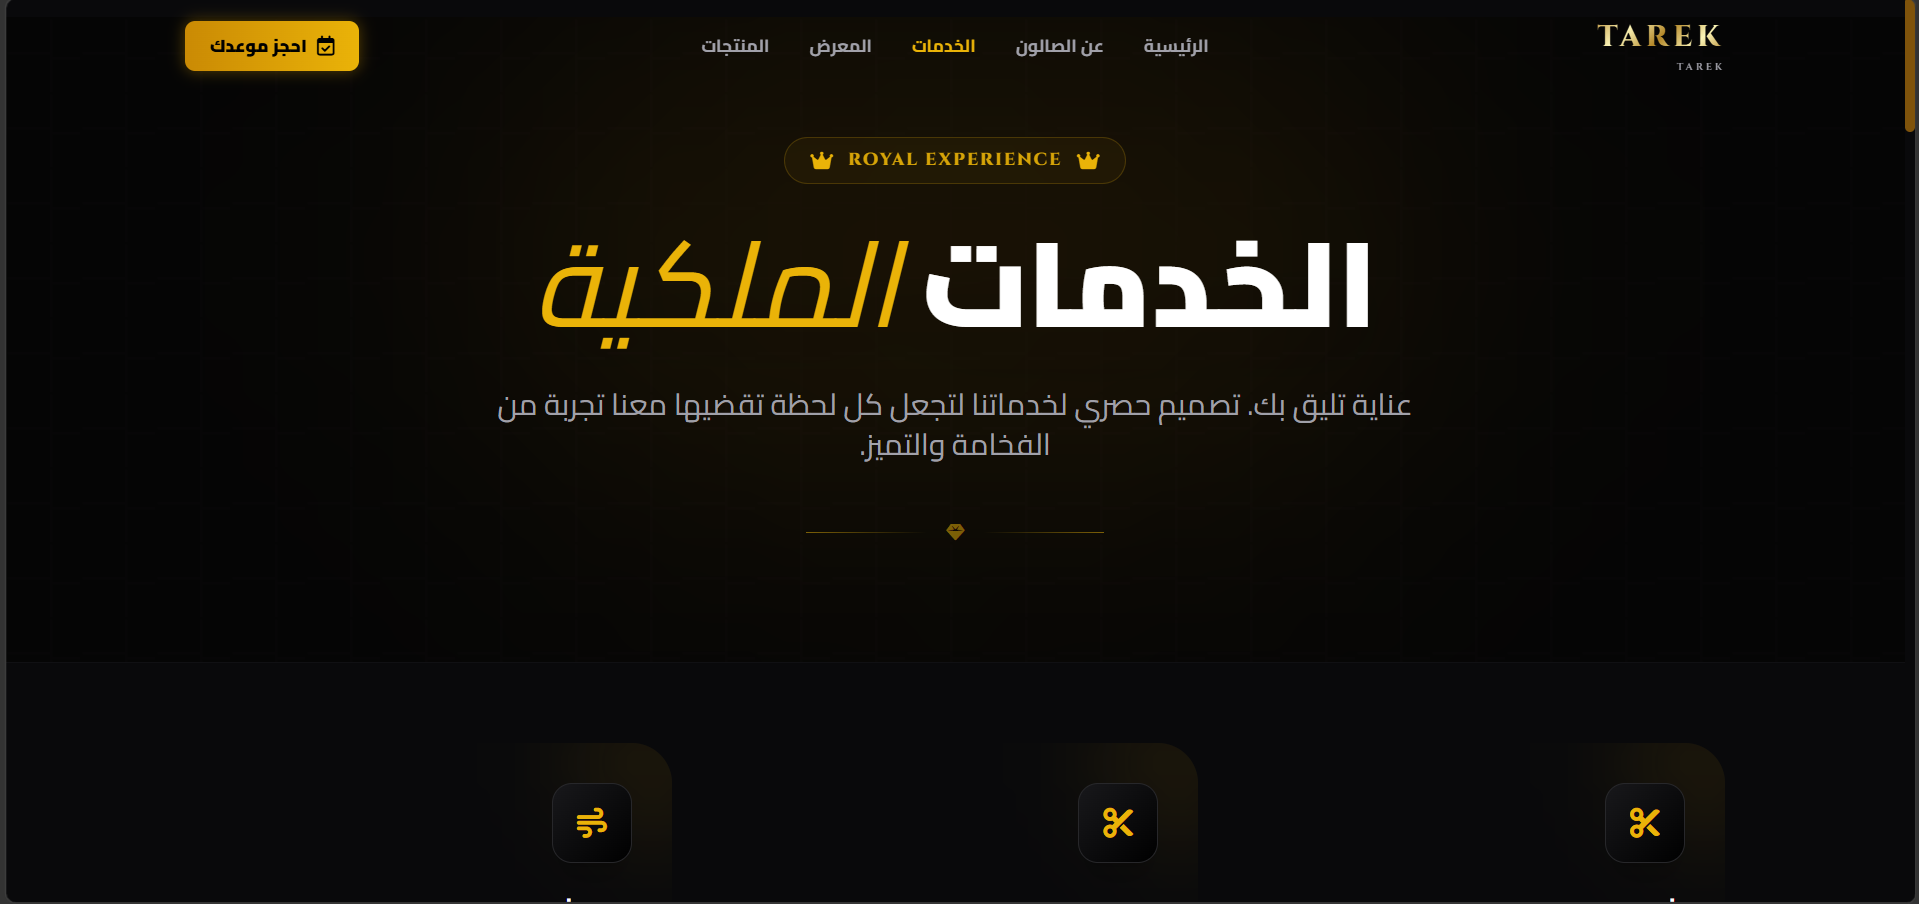 TAREK
TAREK
الرئيسية
عن الصالون
الخدمات
المعرض
المنتجات
احجز موعدك
ROYAL EXPERIENCE
الخدمات الملكية
عناية تليق بك. تصميم حصري لخدماتنا لتجعل كل لحظة تقضيها معنا تجربة من
الفخامة والتميز.